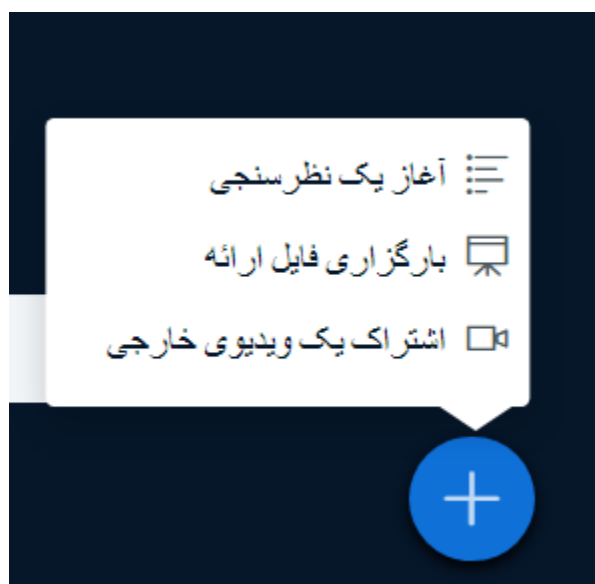 آغاز یک نظرسنجی
بارگزاری فایل ارائه
اشتراک یک ویدیوی خارجی